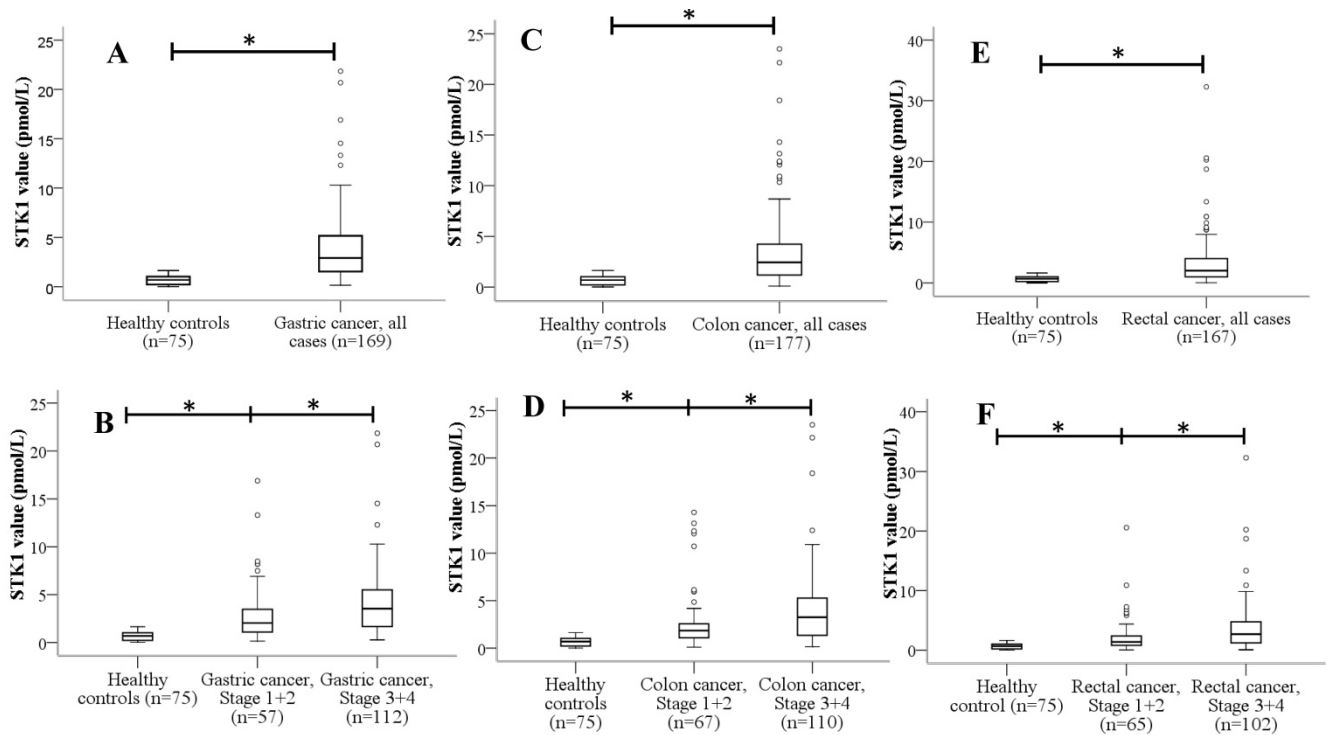 A
*
STK1 value (pmol/L)
25
20
15
10
5
0
Healthy controls
(n=75)
Gastric cancer, all
cases (n=169)
C
*
STK1 value (pmol/L)
25
20
15
10
5
0
Healthy controls
(n=75)
Colon cancer, all cases
(n=177)
E
*
STK1 value (pmol/L)
40
30
20
10
0
Healthy controls
(n=75)
Rectal cancer, all cases
(n=167)
B
*
*
STK1 value (pmol/L)
25
20
15
10
5
0
Healthy
controls (n=75)
Gastric cancer,
Stage 1+2
(n=57)
Gastric cancer,
Stage 3+4
(n=112)
D
*
*
STK1 value (pmol/L)
25
20
15
10
5
0
Healthy
controls
(n=75)
Colon cancer,
Stage 1+2
(n=67)
Colon cancer,
Stage 3+4
(n=110)
F
*
*
STK1 value (pmol/L)
40
30
20
10
0
Healthy
control (n=75)
Rectal cancer,
Stage 1+2
(n=65)
Rectal cancer,
Stage 3+4
(n=102)